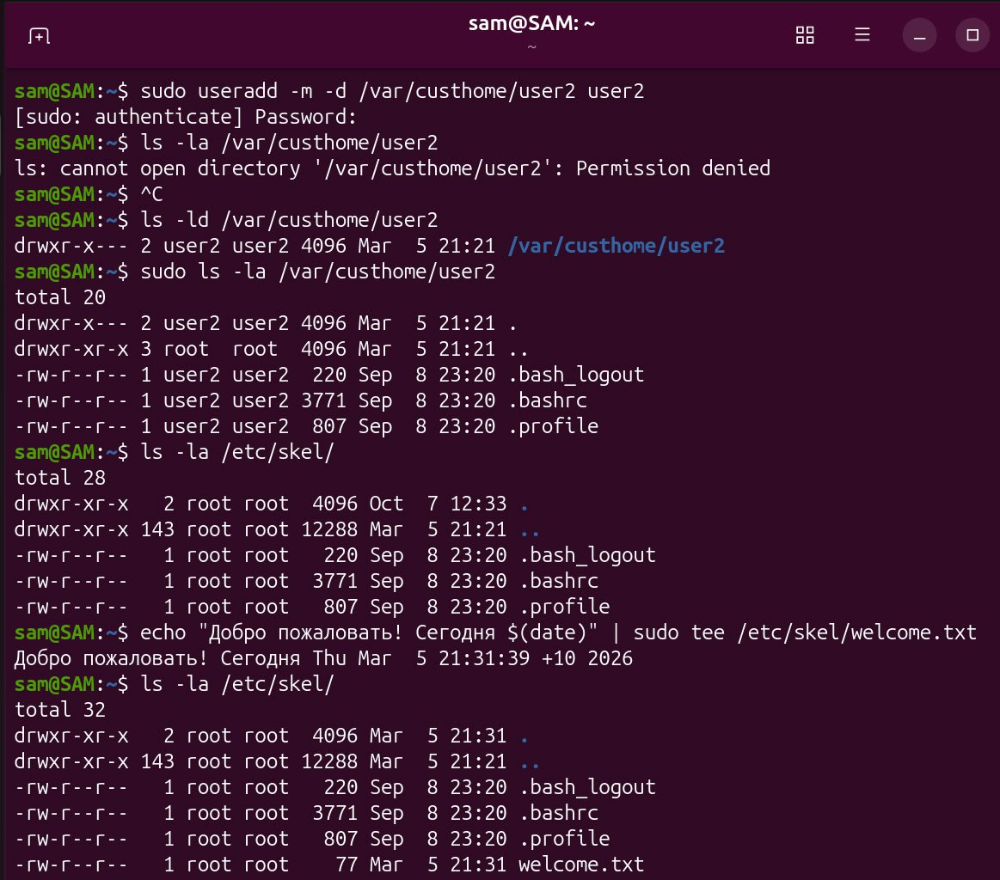 sam@SAM: ~
~
sam@SAM:~$ sudo useradd -m -d /var/custhome/user2 user2
[sudo: authenticate] Password:
sam@SAM:~$ ls -la /var/custhome/user2
ls: cannot open directory '/var/custhome/user2': Permission denied
sam@SAM:~$ ^C
sam@SAM:~$ ls -ld /var/custhome/user2
drwxr-x--- 2 user2 user2 4096 Mar  5 21:21 /var/custhome/user2
sam@SAM:~$ sudo ls -la /var/custhome/user2
total 20
drwxr-x--- 2 user2 user2 4096 Mar  5 21:21 .
drwxr-xr-x 3 root  root  4096 Mar  5 21:21 ..
-rw-r--r-- 1 user2 user2  220 Sep  8 23:20 .bash_logout
-rw-r--r-- 1 user2 user2 3771 Sep  8 23:20 .bashrc
-rw-r--r-- 1 user2 user2  807 Sep  8 23:20 .profile
sam@SAM:~$ ls -la /etc/skel/
total 28
drwxr-xr-x   2 root root  4096 Oct  7 12:33 .
drwxr-xr-x 143 root root 12288 Mar  5 21:21 ..
-rw-r--r--   1 root root   220 Sep  8 23:20 .bash_logout
-rw-r--r--   1 root root  3771 Sep  8 23:20 .bashrc
-rw-r--r--   1 root root   807 Sep  8 23:20 .profile
sam@SAM:~$ echo "Добро пожаловать! Сегодня $(date)" | sudo tee /etc/skel/welcome.txt
Добро пожаловать! Сегодня Thu Mar  5 21:31:39 +10 2026
sam@SAM:~$ ls -la /etc/skel/
total 32
drwxr-xr-x   2 root root  4096 Mar  5 21:31 .
drwxr-xr-x 143 root root 12288 Mar  5 21:21 ..
-rw-r--r--   1 root root   220 Sep  8 23:20 .bash_logout
-rw-r--r--   1 root root  3771 Sep  8 23:20 .bashrc
-rw-r--r--   1 root root   807 Sep  8 23:20 .profile
-rw-r--r--   1 root root    77 Mar  5 21:31 welcome.txt